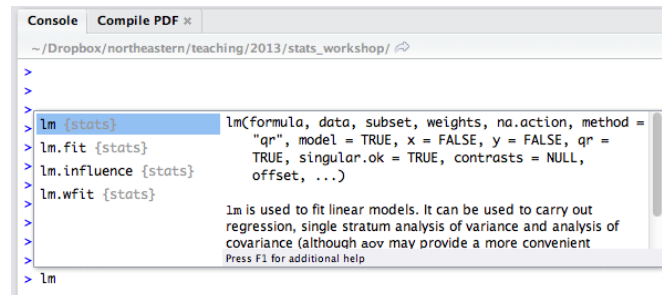 Console Compile PDF ×
~/Dropbox/northeastern/teaching/2013/stats_workshop/
>
>
>
> lm {stats}
> lm.fit {stats}
> lm.influence {stats}
> lm.wfit {stats}
>
>
>
lm(formula, data, subset, weights, na.action, method =
"qr", model = TRUE, x = FALSE, y = FALSE, qr =
TRUE, singular.ok = TRUE, contrasts = NULL,
offset, ...)
lm is used to fit linear models. It can be used to carry out
regression, single stratum analysis of variance and analysis of
covariance (although aov may provide a more convenient
Press F1 for additional help
> lm